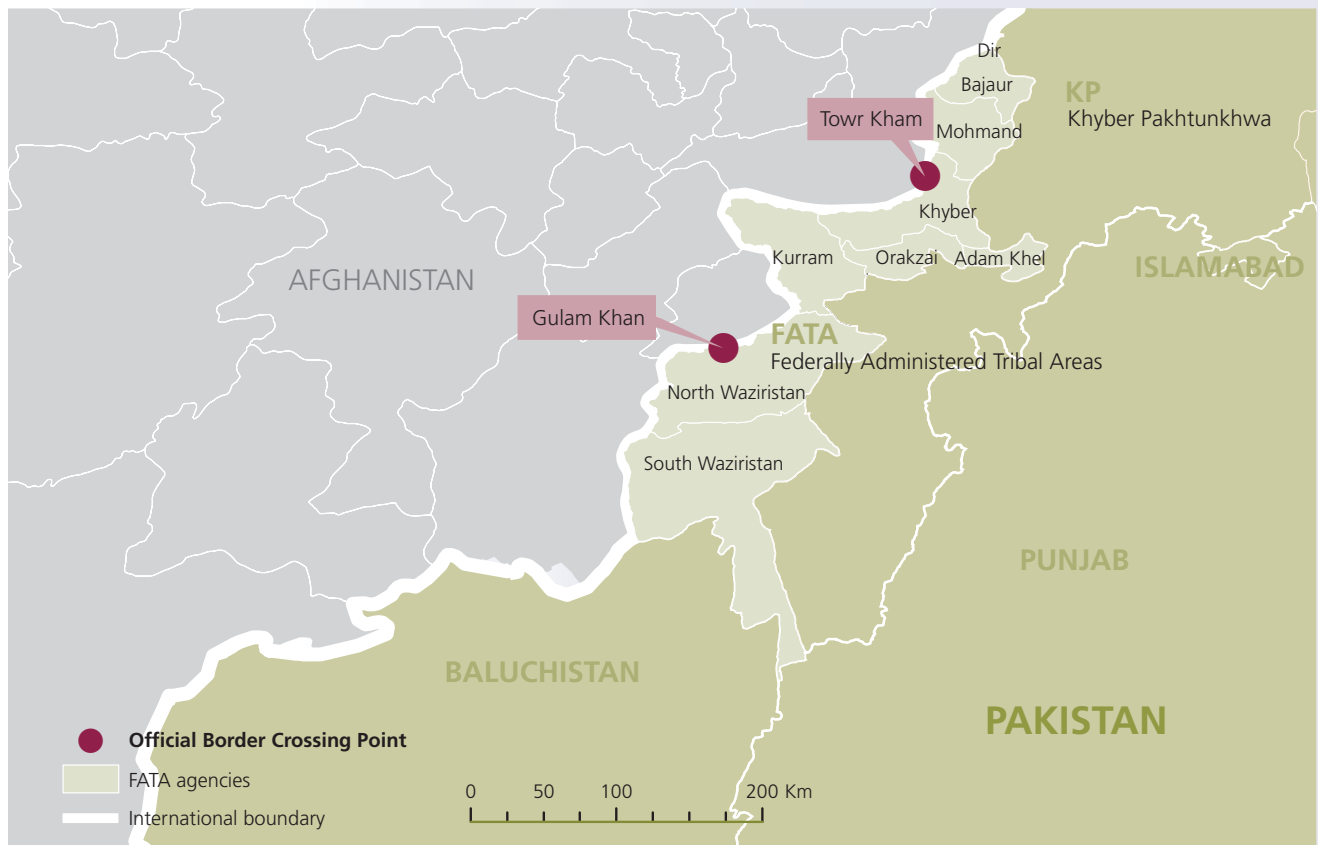 Dir
Bajaur
KP
Khyber Pakhtunkhwa
Towr Kham
Mohmand
Khyber
Kurram
Orakzai
Adam Khel
ISLAMABAD
AFGHANISTAN
Gulam Khan
FATA
Federally Administered Tribal Areas
North Waziristan
South Waziristan
PUNJAB
BALUCHISTAN
PAKISTAN
Official Border Crossing Point
FATA agencies
International boundary
0 50 100 200 Km